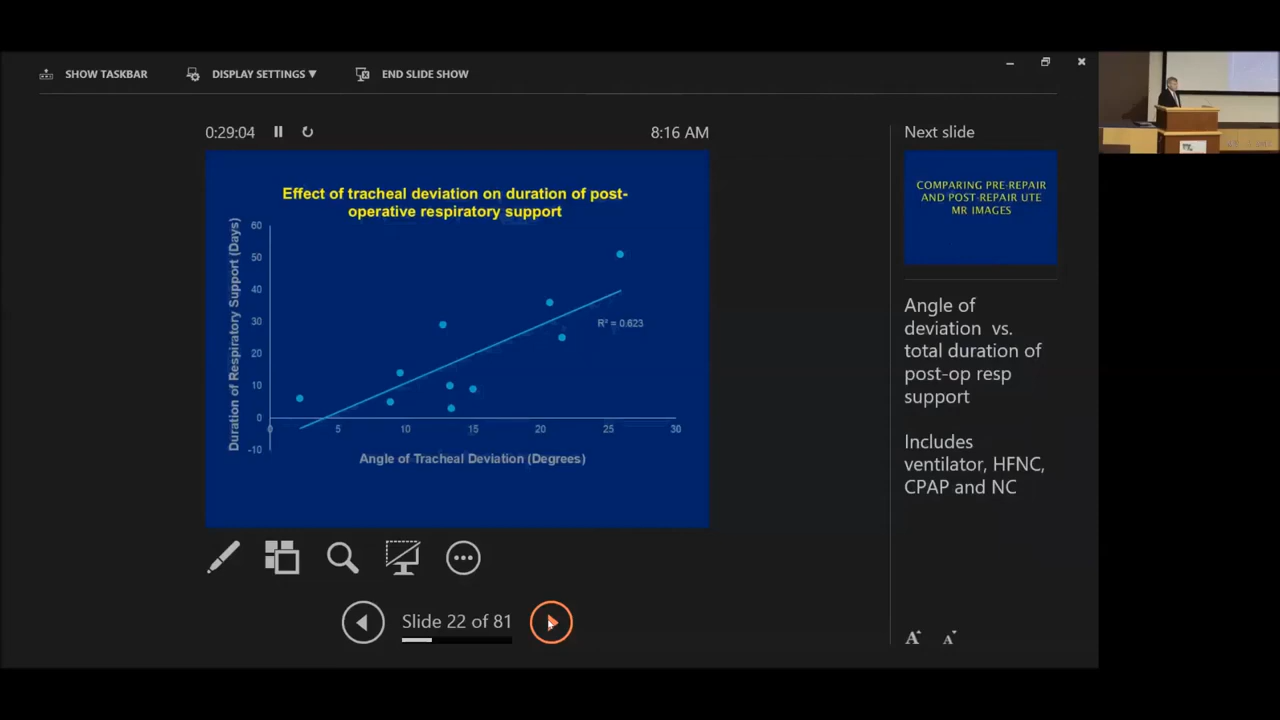 SHOW TASKBAR
DISPLAY SETTINGS ▼
END SLIDE SHOW
0:29:04
8:16 AM
Next slide
Effect of tracheal deviation on duration of post-
operative respiratory support
Duration of Respiratory Support (Days)
60
50
40
30
20
10
0
-10
0
5
10
15
20
25
30
R² = 0.623
Angle of Tracheal Deviation (Degrees)
COMPARING PRE-REPAIR
AND POST-REPAIR UTE
MR IMAGES
Angle of
deviation vs.
total duration of
post-op resp
support
Includes
ventilator, HFNC,
CPAP and NC
Slide 22 of 81
A
A